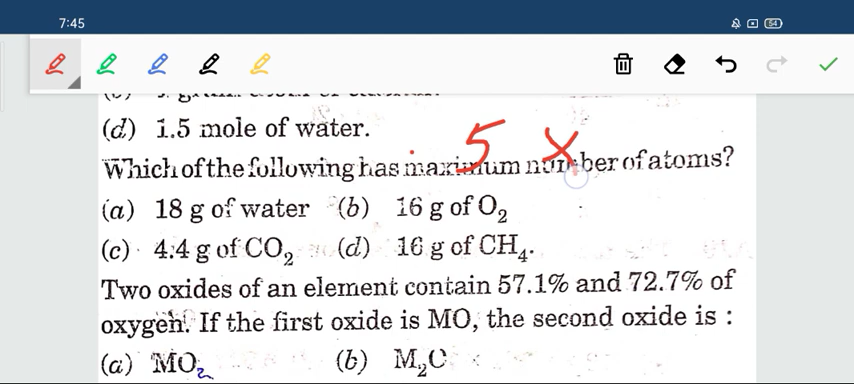 7:45
54
(d) 1.5 mole of water.
5 x
Which of the following has maximum number of atoms?
(a) 18 g of water (b) 16 g of O₂
(c) 4.4 g of CO₂ (d) 16 g of CH₄.
Two oxides of an element contain 57.1% and 72.7% of
oxygen. If the first oxide is MO, the second oxide is :
(a) MO₂ (b) M₂O